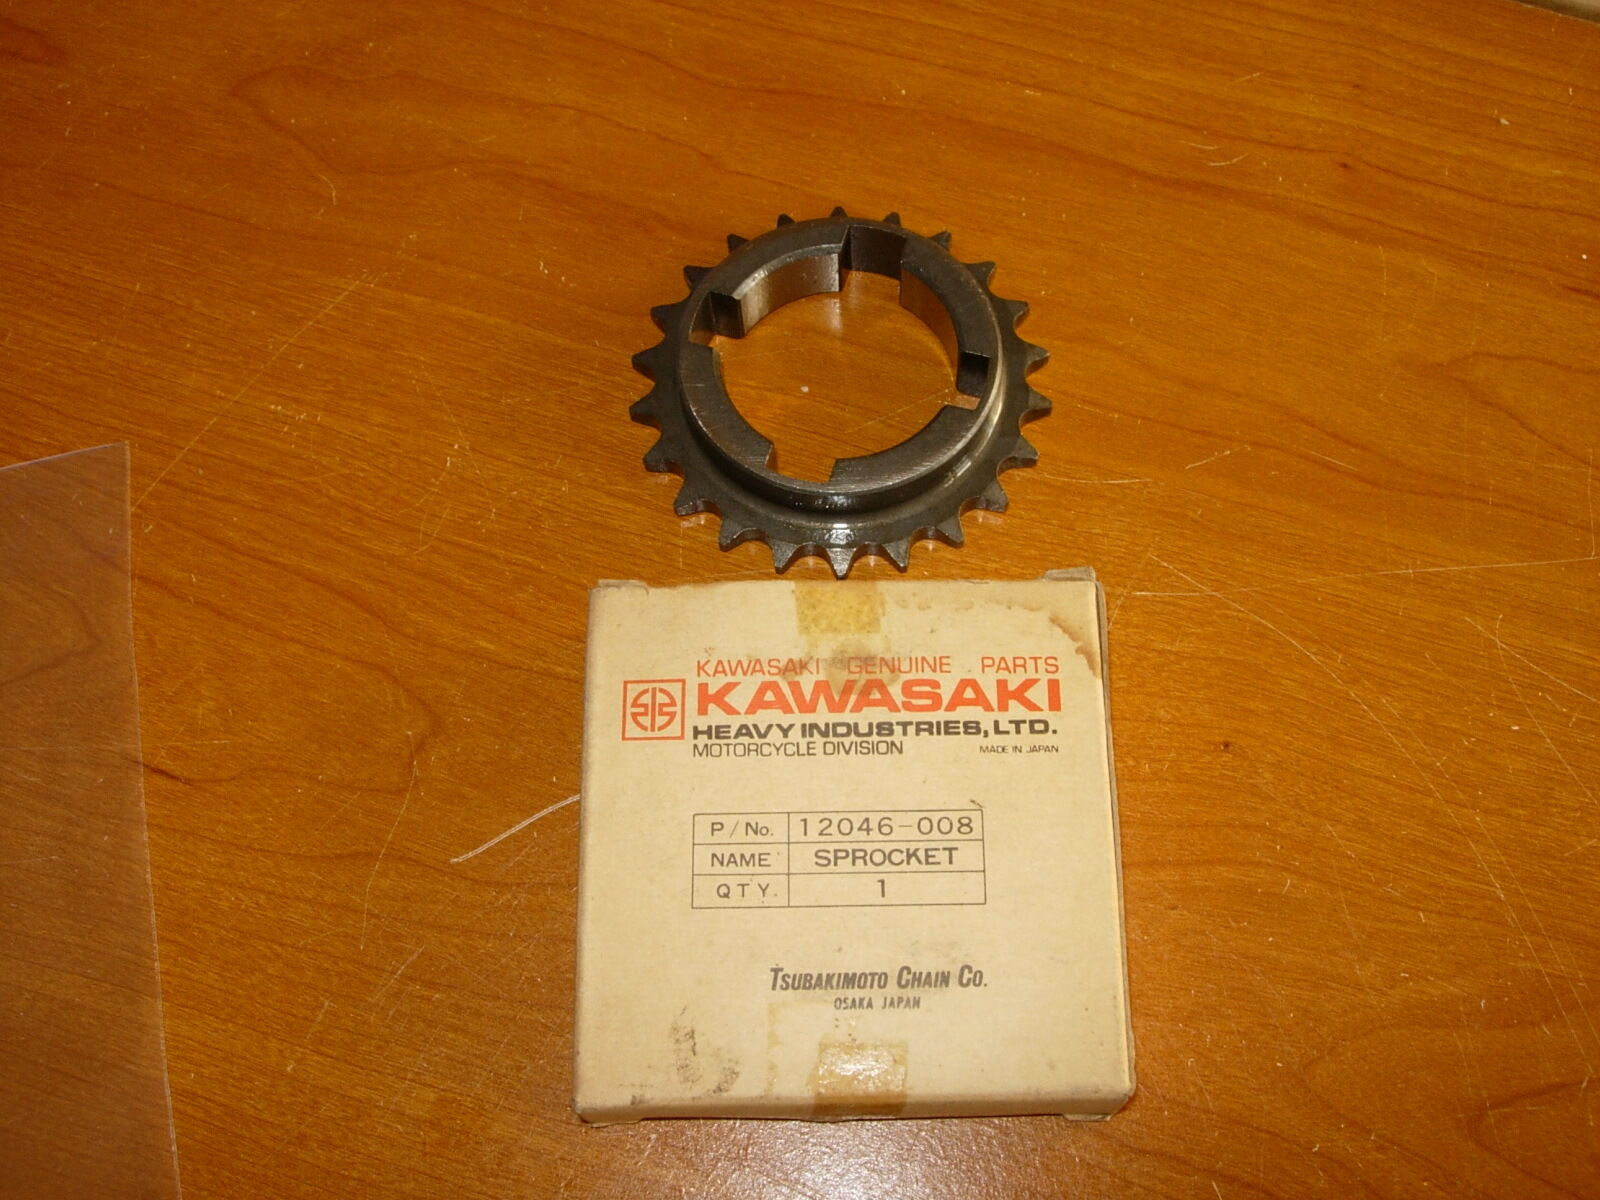 KAWASAKI GENUINE PARTS
KAWASAKI
HEAVY INDUSTRIES, LTD.
MOTORCYCLE DIVISION MADE IN JAPAN
P/No. 12046-008
NAME SPROCKET
QTY. 1
TSUBAKIMOTO CHAIN CO.
OSAKA JAPAN